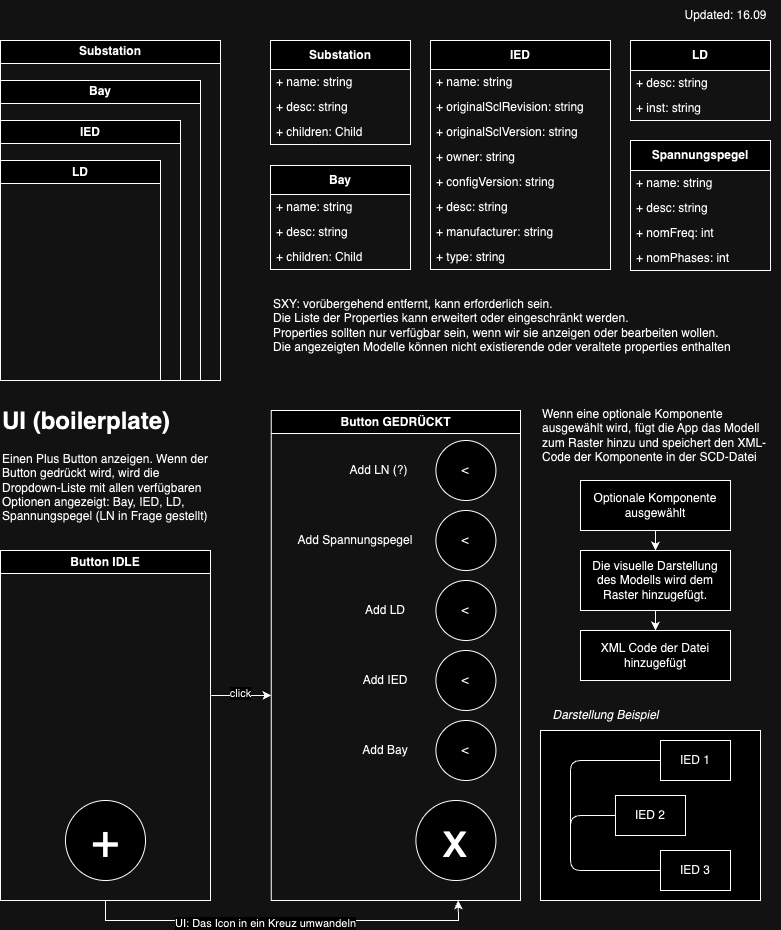 Updated: 16.09
Substation
Bay
IED
LD
Substation
+ name: string
+ desc: string
+ children: Child
Bay
+ name: string
+ desc: string
+ children: Child
IED
+ name: string
+ originalSclRevision: string
+ originalSclVersion: string
+ owner: string
+ configVersion: string
+ desc: string
+ manufacturer: string
+ type: string
LD
+ desc: string
+ inst: string
Spannungspegel
+ name: string
+ desc: string
+ nomFreq: int
+ nomPhases: int
SXY: vorübergehend entfernt, kann erforderlich sein.
Die Liste der Properties kann erweitert oder eingeschränkt werden.
Properties sollten nur verfügbar sein, wenn wir sie anzeigen oder bearbeiten wollen.
Die angezeigten Modelle können nicht existierende oder veraltete properties enthalten
UI (boilerplate)
Einen Plus Button anzeigen. Wenn der
Button gedrückt wird, wird die
Dropdown-Liste mit allen verfügbaren
Optionen angezeigt: Bay, IED, LD,
Spannungspegel (LN in Frage gestellt)
Button IDLE
+
click
Button GEDRÜCKT
Add LN (?) <
Add Spannungspegel <
Add LD <
Add IED <
Add Bay <
X
UI: Das Icon in ein Kreuz umwandeln
Wenn eine optionale Komponente
ausgewählt wird, fügt die App das Modell
zum Raster hinzu und speichert den XML-
Code der Komponente in der SCD-Datei
Optionale Komponente
ausgewählt
Die visuelle Darstellung
des Modells wird dem
Raster hinzugefügt.
XML Code der Datei
hinzugefügt
Darstellung Beispiel
IED 1
IED 2
IED 3